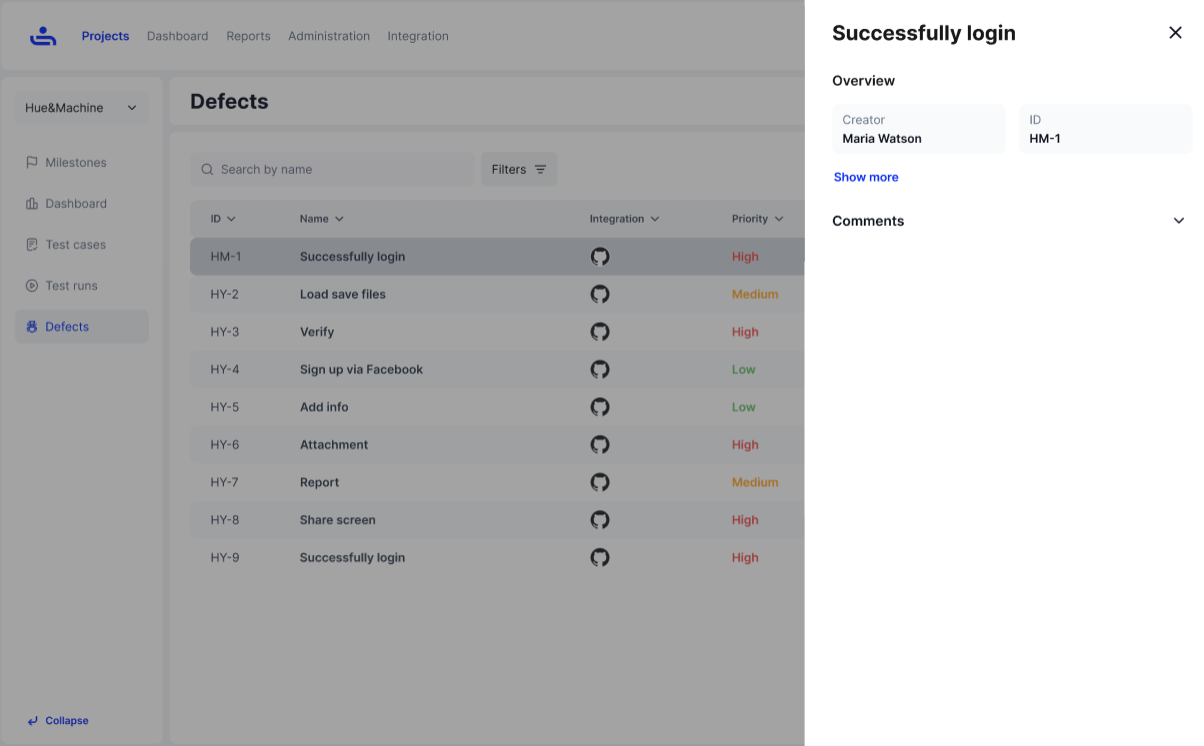 Projects Dashboard Reports Administration Integration
Hue&Machine
Milestones
Dashboard
Test cases
Test runs
Defects
Collapse
Defects
Search by name Filters
ID Name Integration Priority
HM-1 Successfully login High
HY-2 Load save files Medium
HY-3 Verify High
HY-4 Sign up via Facebook Low
HY-5 Add info Low
HY-6 Attachment High
HY-7 Report Medium
HY-8 Share screen High
HY-9 Successfully login High
Successfully login
Overview
Creator ID
Maria Watson HM-1
Show more
Comments